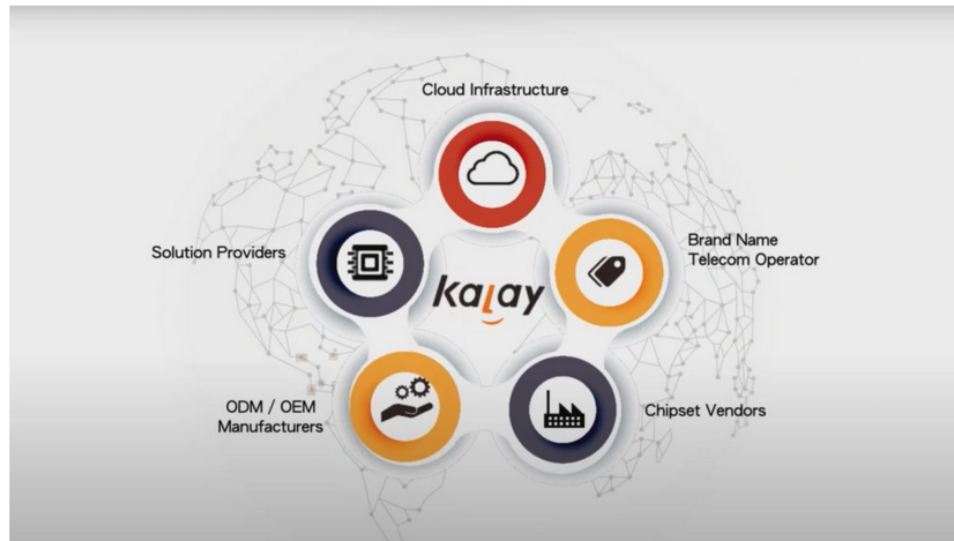 Cloud Infrastructure
Solution Providers
Brand Name
Telecom Operator
kalay
ODM / OEM
Manufacturers
Chipset Vendors